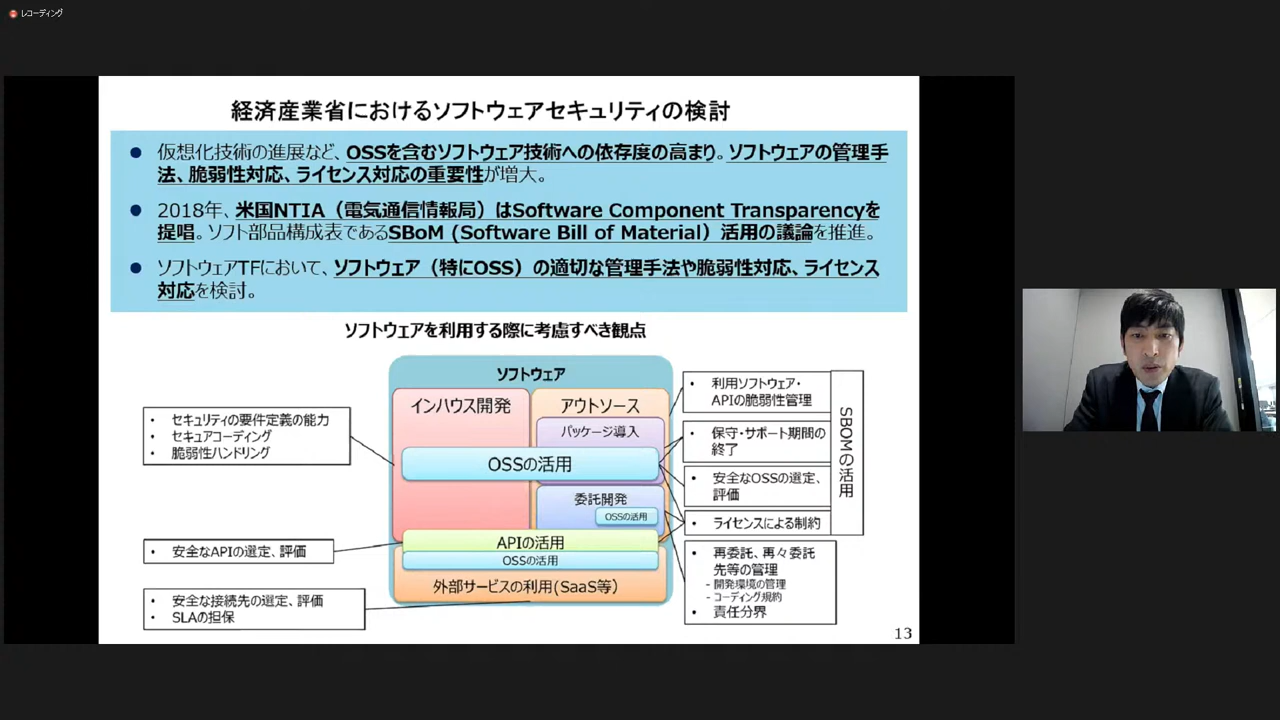 レコーディング
経済産業省におけるソフトウェアセキュリティの検討
● 仮想化技術の進展など、OSSを含むソフトウェア技術への依存度の高まり。ソフトウェアの管理手
法、脆弱性対応、ライセンス対応の重要性が増大。
● 2018年、米国NTIA（電気通信情報局）はSoftware Component Transparencyを
提唱。ソフト部品構成表であるSBoM (Software Bill of Material）活用の議論を推進。
● ソフトウェアTFにおいて、ソフトウェア（特にOSS）の適切な管理手法や脆弱性対応、ライセンス
対応を検討。
ソフトウェアを利用する際に考慮すべき観点
ソフトウェア
インハウス開発
アウトソース
パッケージ導入
OSSの活用
委託開発
OSSの活用
APIの活用
OSSの活用
外部サービスの利用(SaaS等）
• セキュリティの要件定義の能力
• セキュアコーディング
• 脆弱性ハンドリング
• 安全なAPIの選定、評価
• 安全な接続先の選定、評価
• SLAの担保
• 利用ソフトウェア・
APIの脆弱性管理
• 保守・サポート期間の
終了
• 安全なOSSの選定、
評価
• ライセンスによる制約
SBOMの活用
• 再委託、再々委託
先等の管理
- 開発環境の管理
- コーディング規約
• 責任分界
13